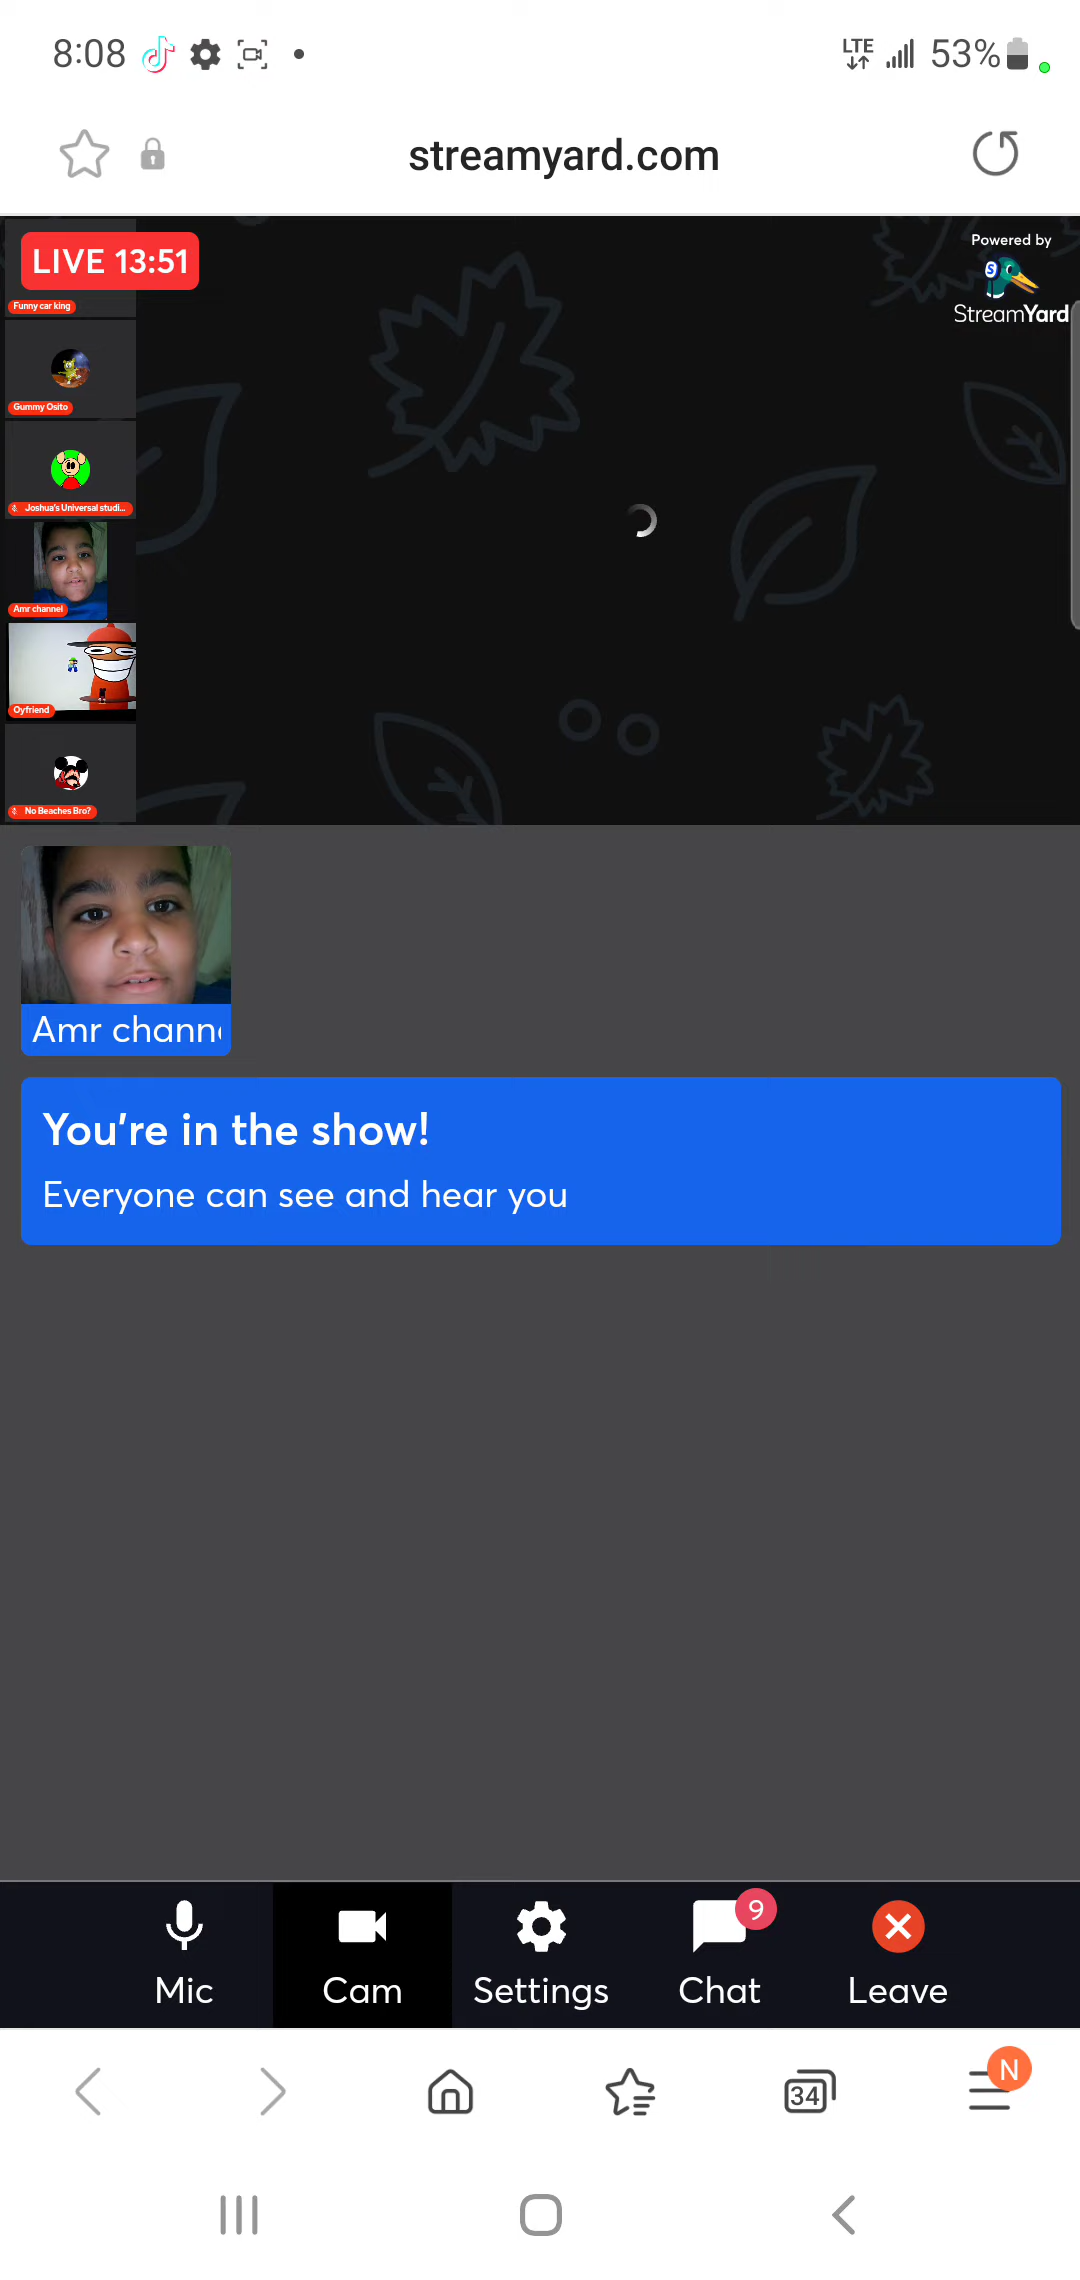 8:08
LTE
53%
streamyard.com
LIVE 13:51
Powered by
StreamYard
Funny car king
Gummy Osito
Joshua's Universal studi...
Amr channel
Oyfriend
No Beaches Bro?
Amr channe
You're in the show!
Everyone can see and hear you
9
Mic
Cam
Settings
Chat
Leave
34
N